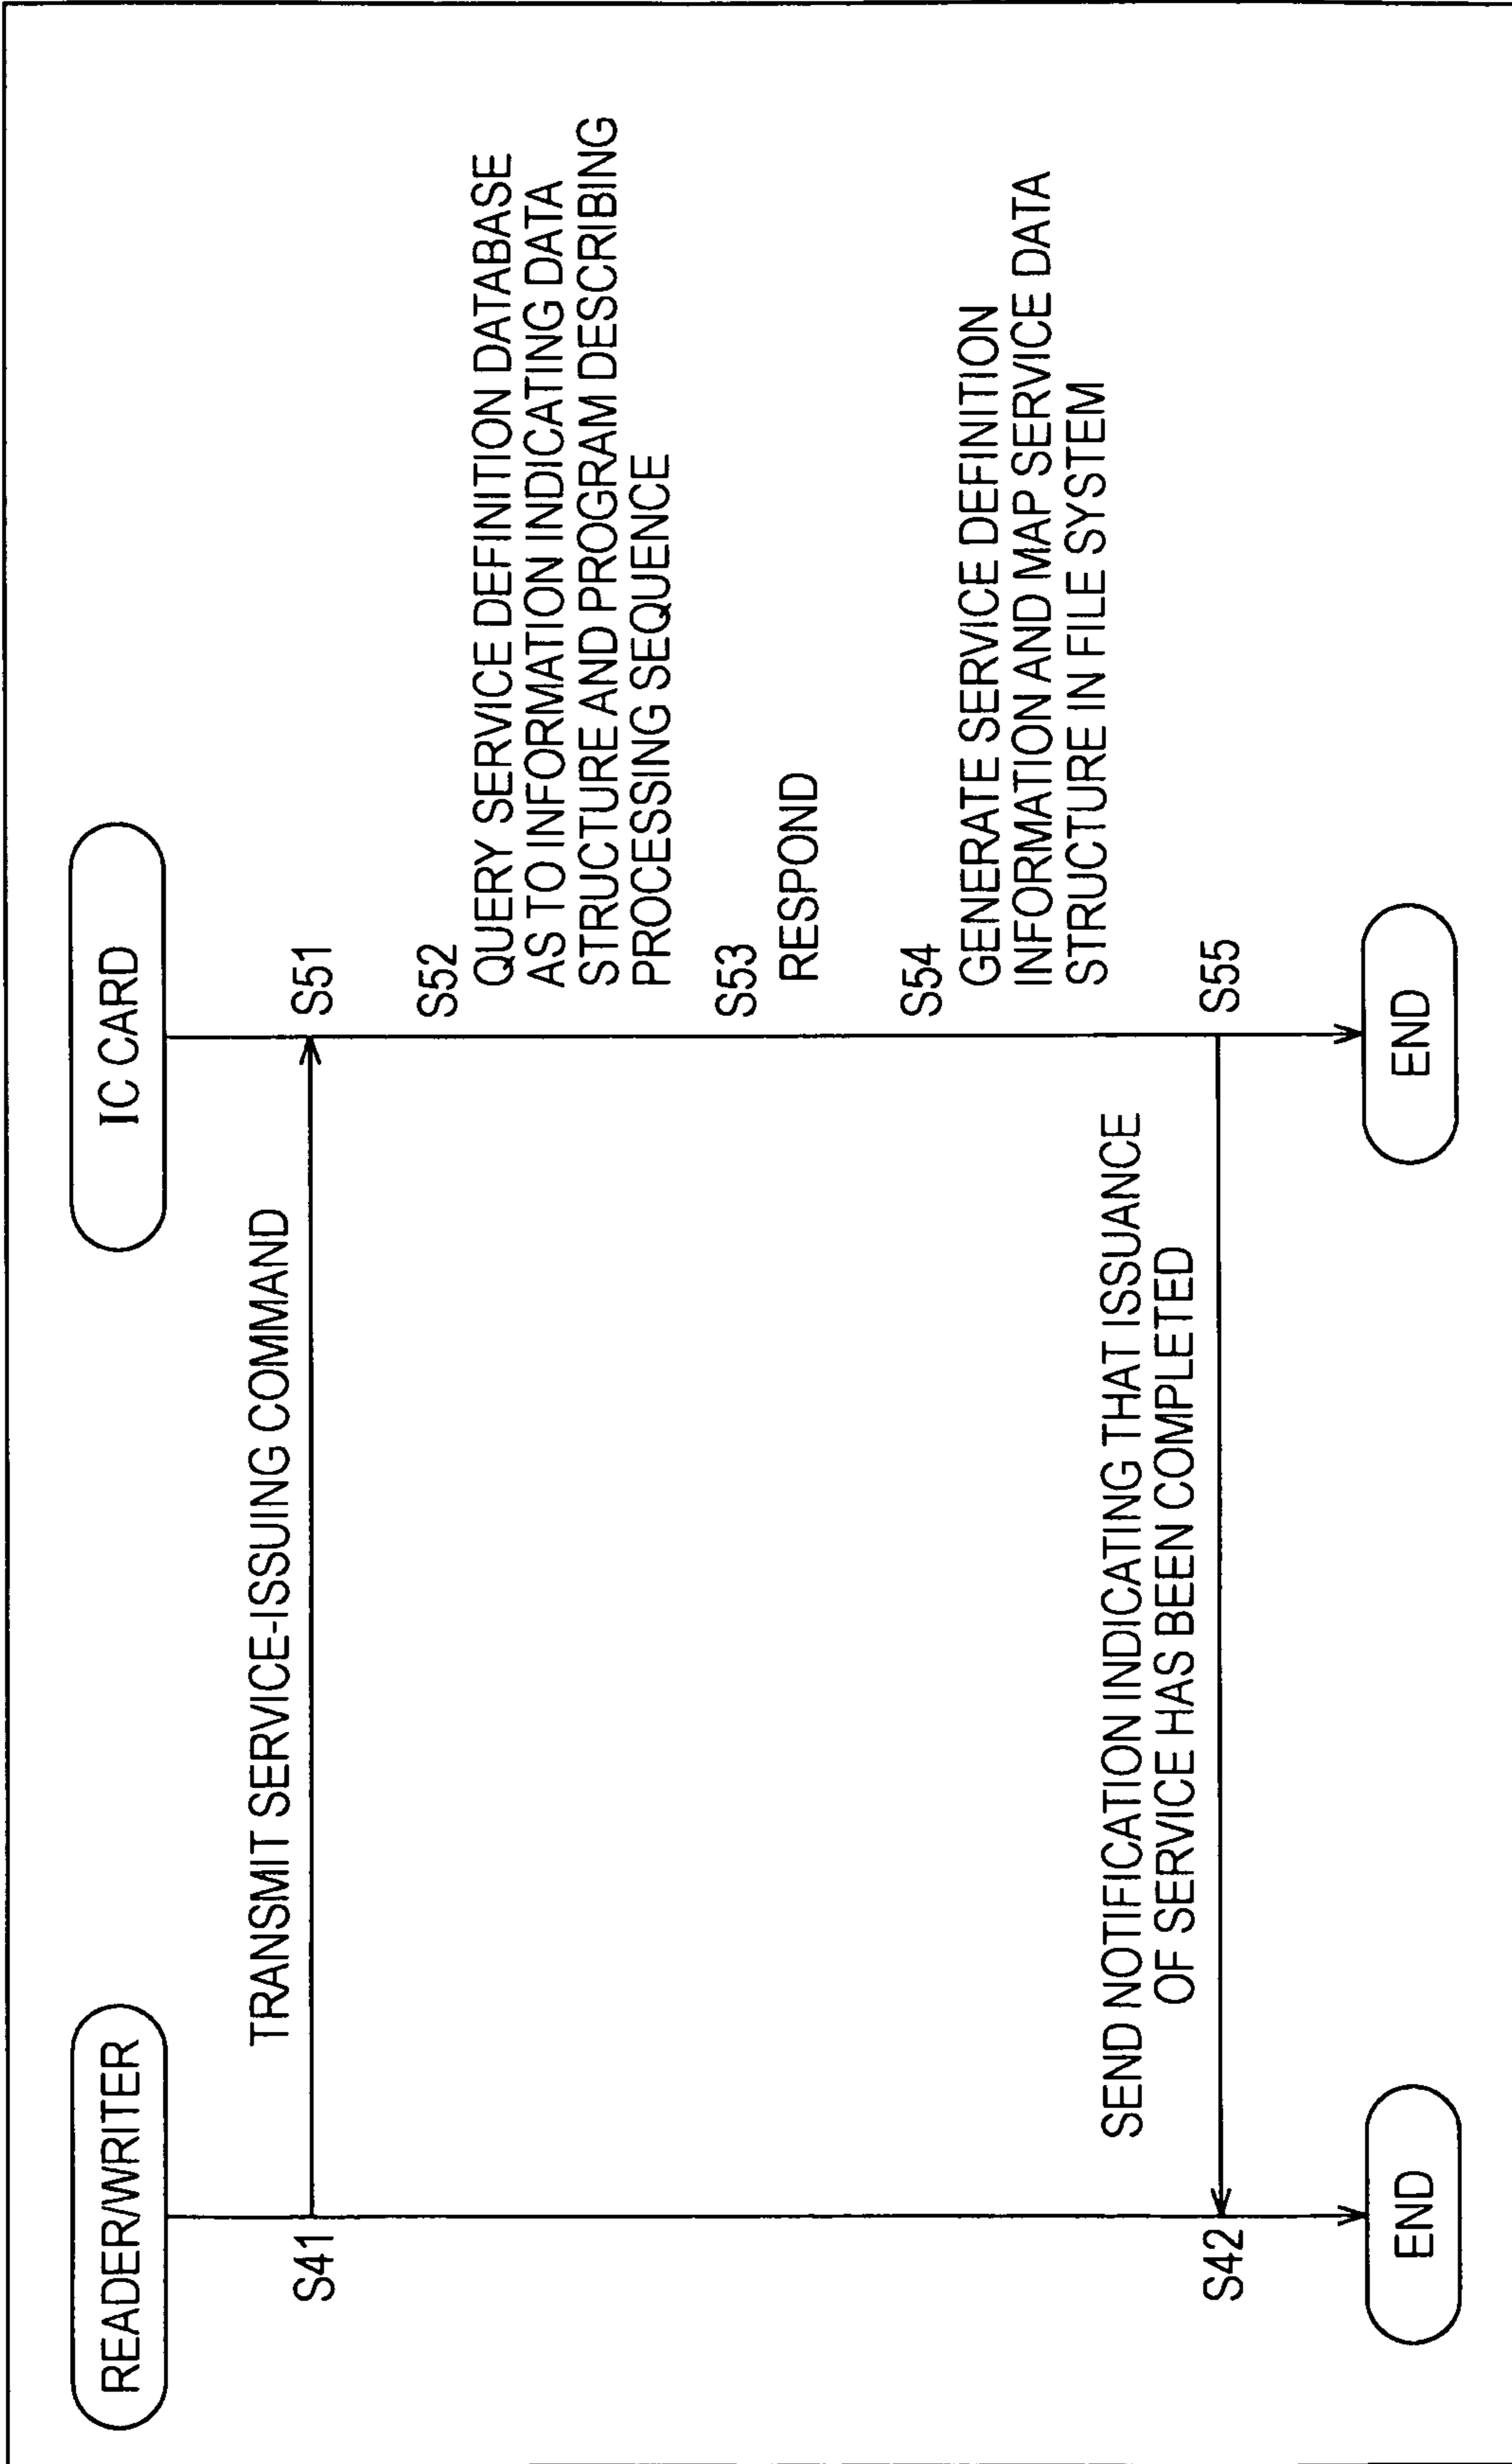 READER/WRITER
IC CARD
TRANSMIT SERVICE-ISSUING COMMAND
S41
S51
S52
QUERY SERVICE DEFINITION DATABASE
AS TO INFORMATION INDICATING DATA
STRUCTURE AND PROGRAM DESCRIBING
PROCESSING SEQUENCE
S53
RESPOND
S54
GENERATE SERVICE DEFINITION
INFORMATION AND MAP SERVICE DATA
STRUCTURE IN FILE SYSTEM
SEND NOTIFICATION INDICATING THAT ISSUANCE
OF SERVICE HAS BEEN COMPLETED
S42
S55
END
END